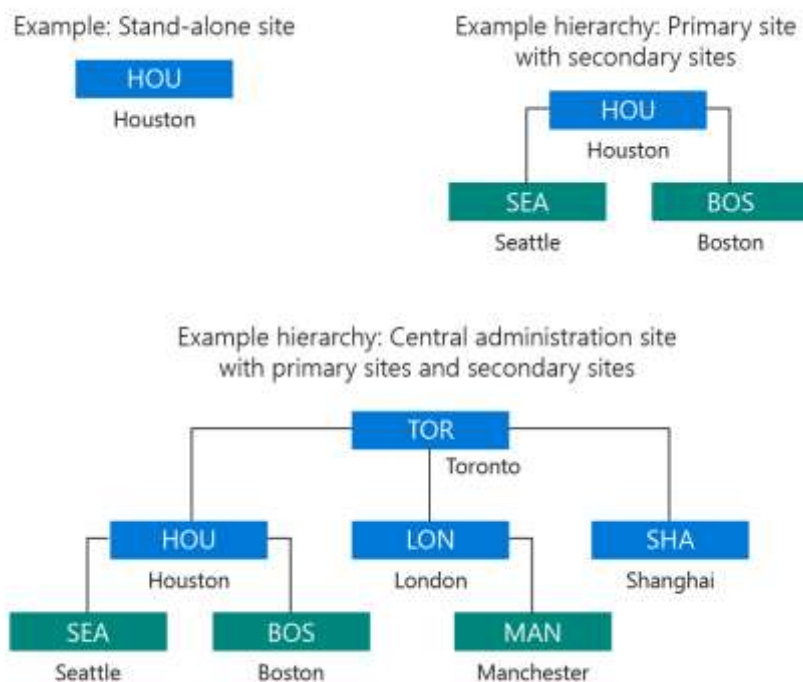 Example: Stand-alone site
HOU
Houston
Example hierarchy: Primary site
with secondary sites
HOU
Houston
SEA
BOS
Seattle
Boston
Example hierarchy: Central administration site
with primary sites and secondary sites
TOR
Toronto
HOU
LON
SHA
Houston
London
Shanghai
SEA
BOS
MAN
Seattle
Boston
Manchester